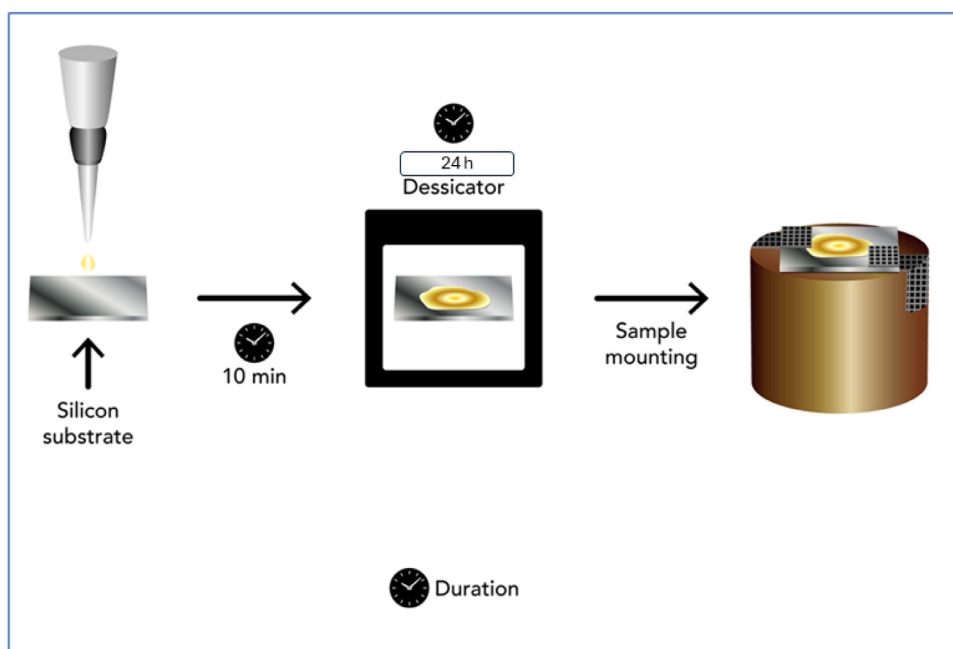 24 h
Dessicator
10 min
Silicon
substrate
Sample
mounting
Duration